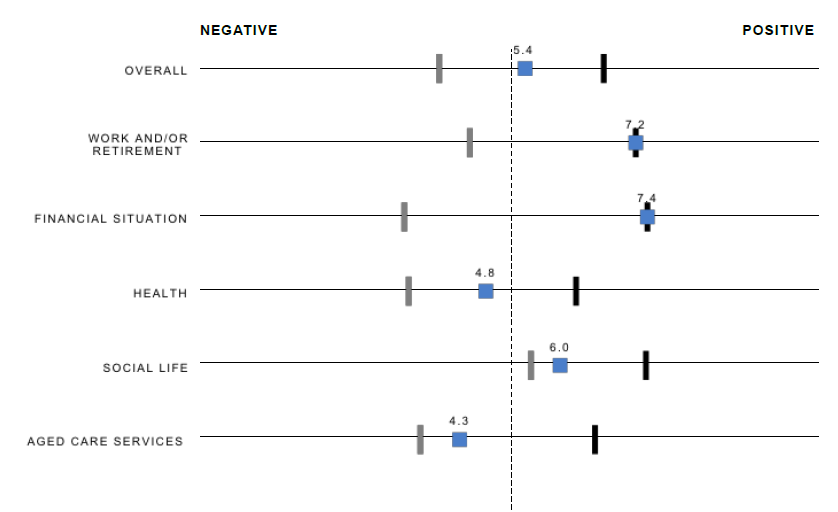 NEGATIVE POSITIVE
5.4
OVERALL
7.2
WORK AND/OR
RETIREMENT
7.4
FINANCIAL SITUATION
4.8
HEALTH
6.0
SOCIAL LIFE
4.3
AGED CARE SERVICES